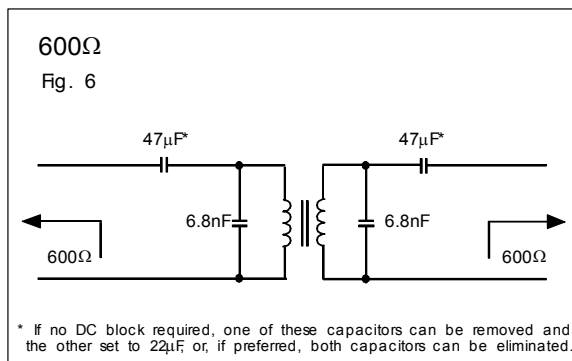 600Ω
Fig. 6
47µF*
47µF*
6.8nF
6.8nF
600Ω
600Ω
* If no DC block required, one of these capacitors can be removed and
the other set to 22µF, or, if preferred, both capacitors can be eliminated.